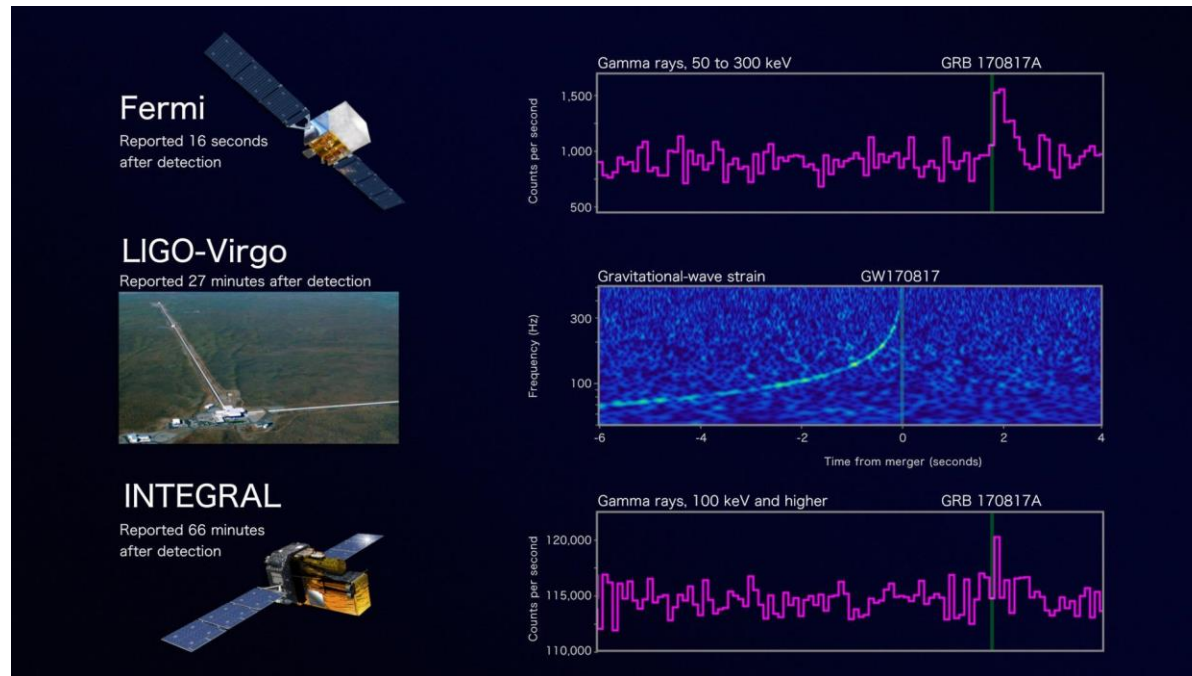 Fermi
Reported 16 seconds
after detection
Gamma rays, 50 to 300 keV
GRB 170817A
Counts per second
1,500
1,000
500
LIGO-Virgo
Reported 27 minutes after detection
Gravitational-wave strain
GW170817
Frequency (Hz)
300
100
-6
-4
-2
0
2
4
Time from merger (seconds)
INTEGRAL
Reported 66 minutes
after detection
Gamma rays, 100 keV and higher
GRB 170817A
Counts per second
120,000
115,000
110,000